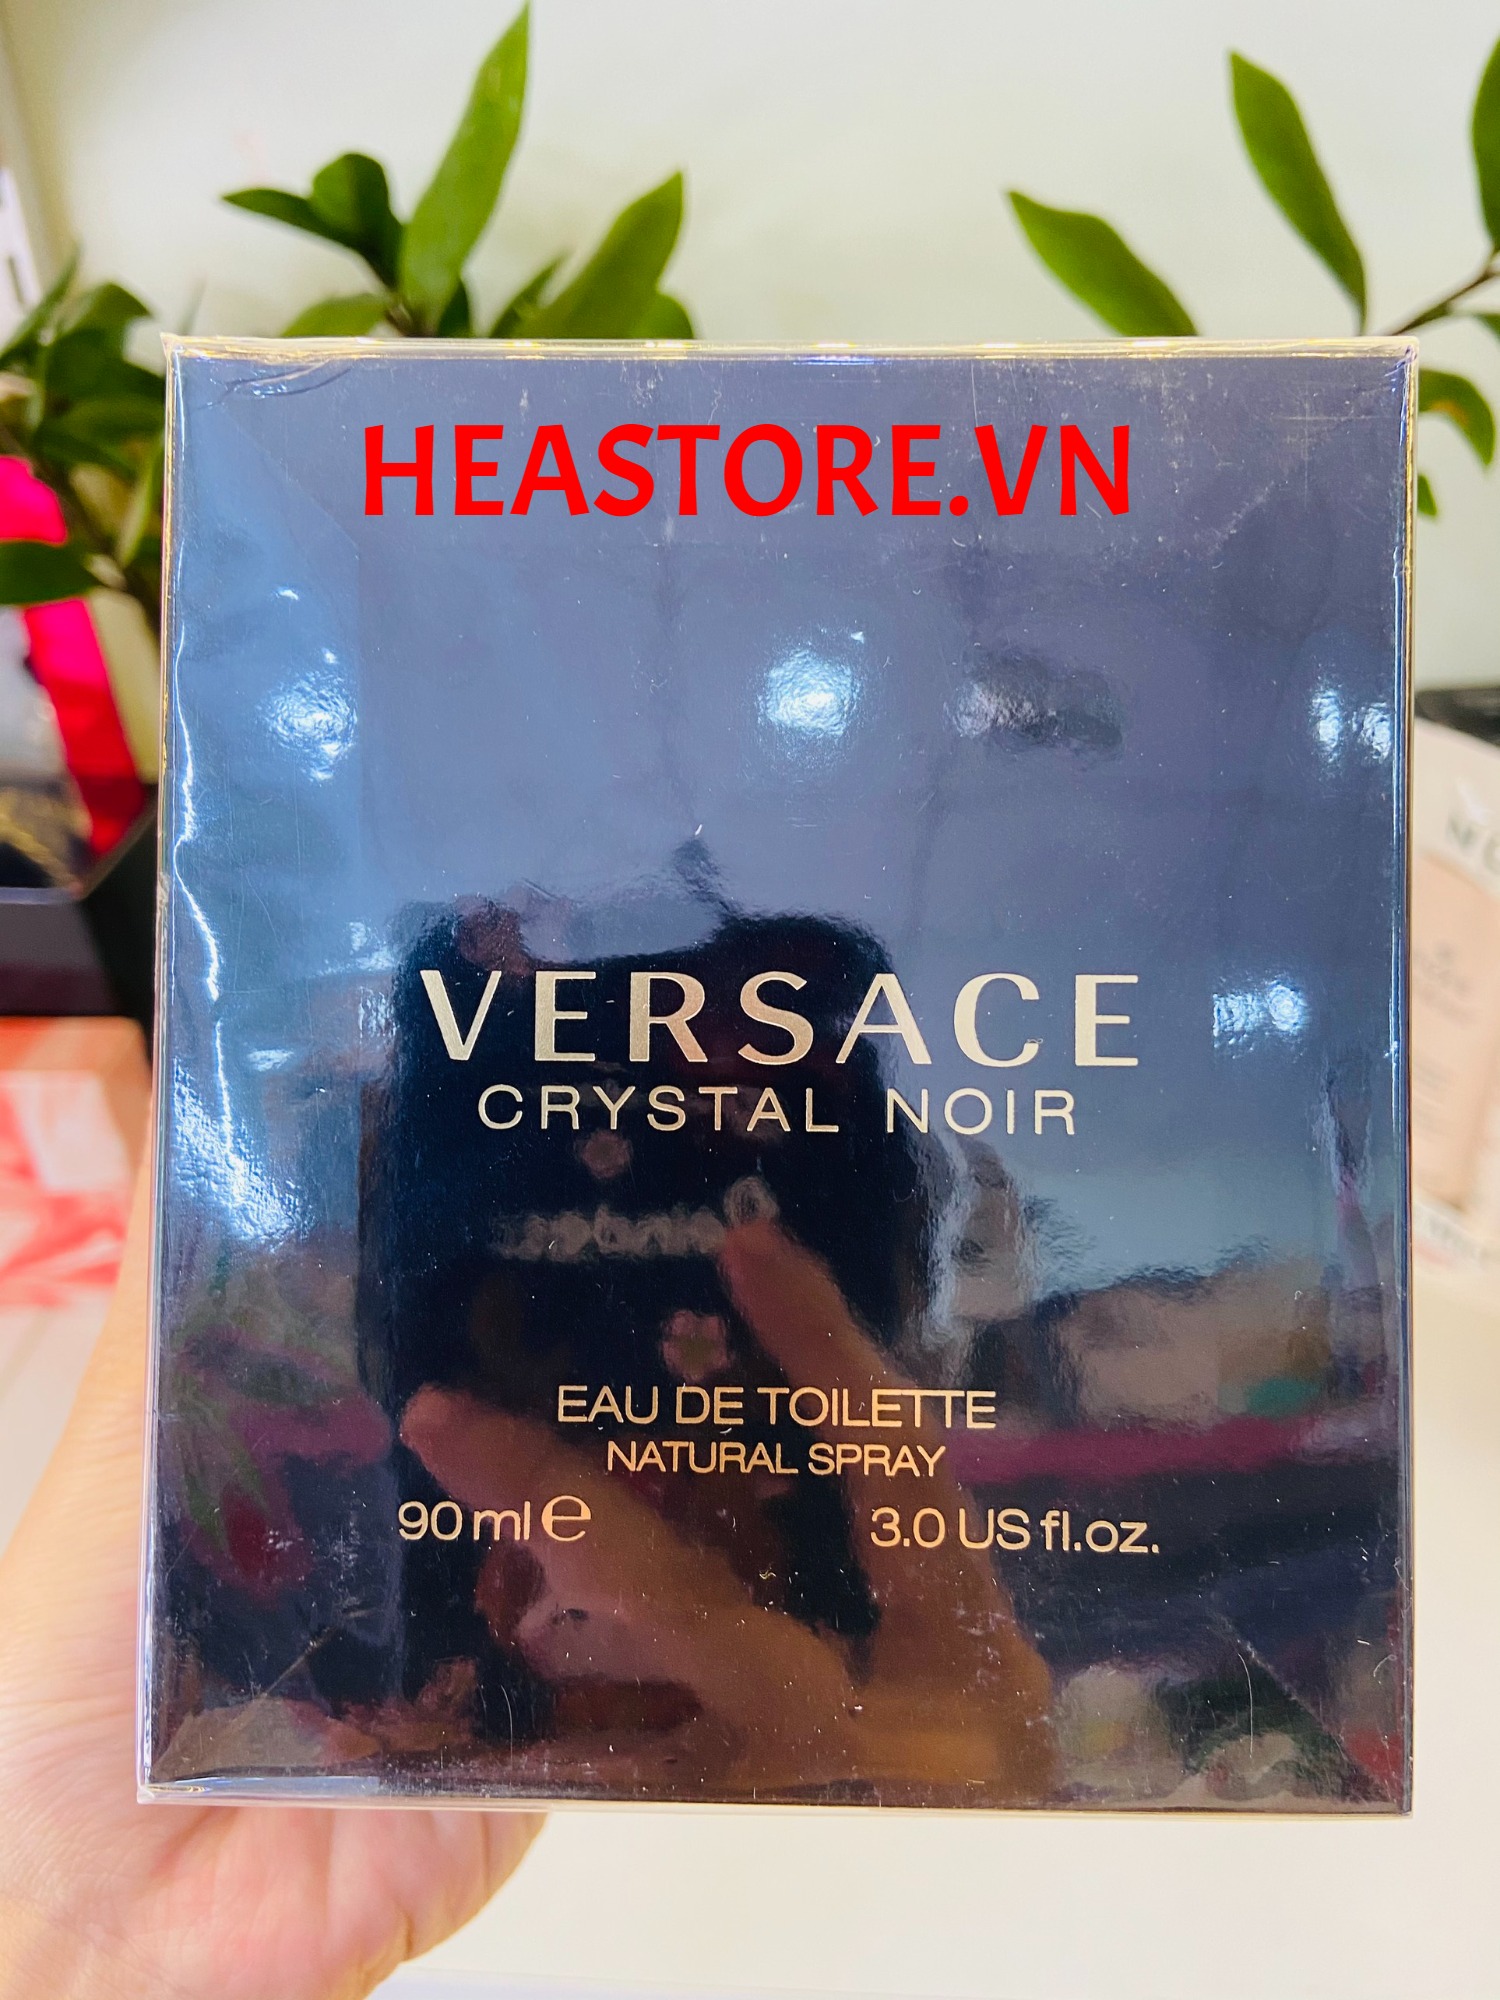 HEASTORE.VN
VERSACE
CRYSTAL NOIR
EAU DE TOILETTE
NATURAL SPRAY
90 ml e
3.0 US fl.oz.